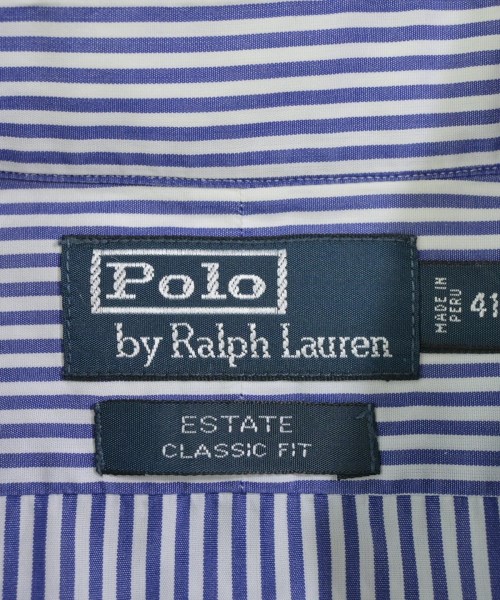 Polo
by Ralph Lauren
MADE IN
PERU
41
ESTATE
CLASSIC FIT